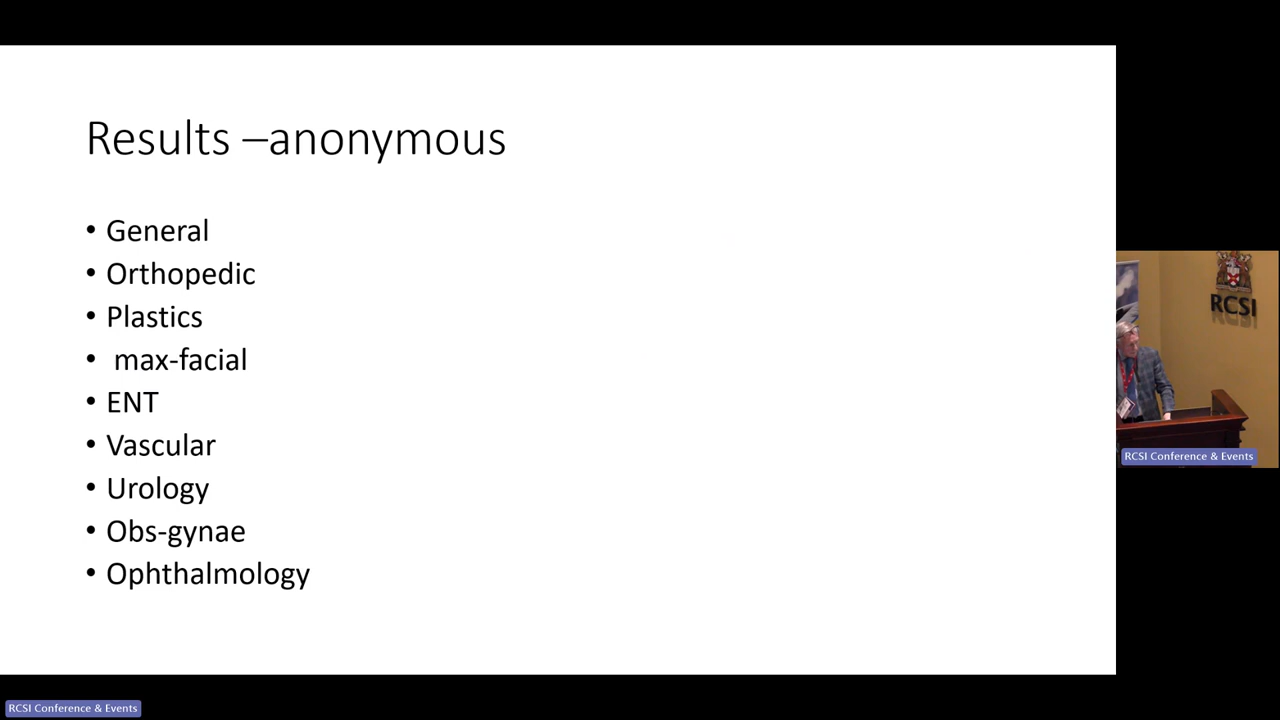 Results –anonymous
• General
• Orthopedic
• Plastics
• max-facial
• ENT
• Vascular
• Urology
• Obs-gynae
• Ophthalmology
RCSI
RCSI Conference & Events
RCSI Conference & Events